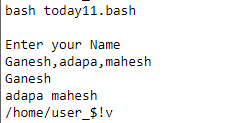 bash today11.bash
Enter your Name
Ganesh,adapa,mahesh
Ganesh
adapa mahesh
/home/user_$!v